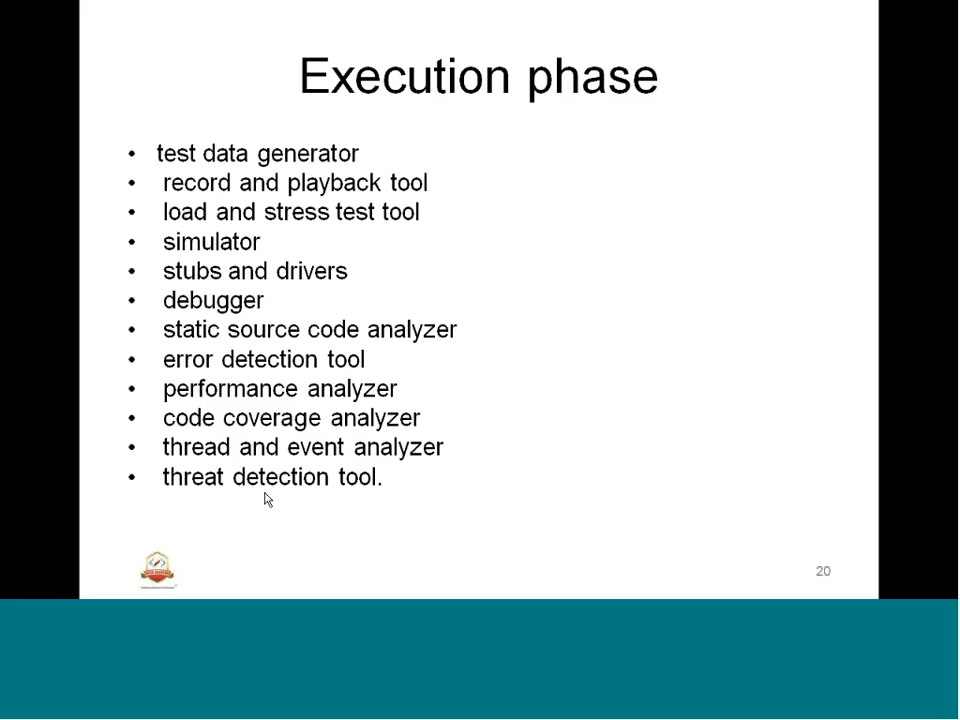 Execution phase
• test data generator
• record and playback tool
• load and stress test tool
• simulator
• stubs and drivers
• debugger
• static source code analyzer
• error detection tool
• performance analyzer
• code coverage analyzer
• thread and event analyzer
• threat detection tool.
20